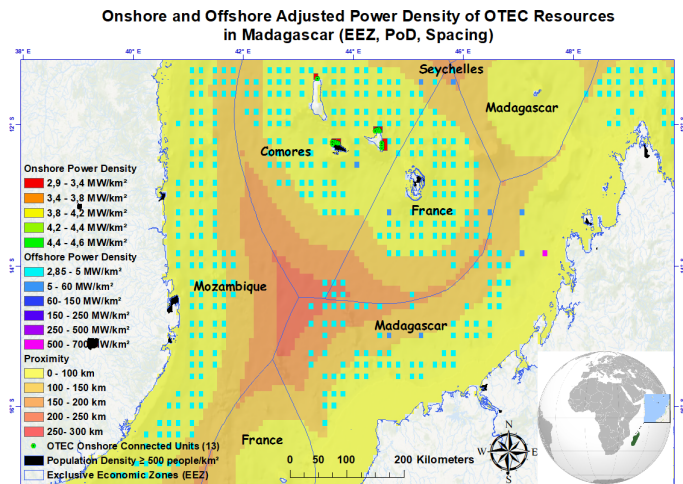 Onshore and Offshore Adjusted Power Density of OTEC Resources
in Madagascar (EEZ, PoD, Spacing)
38° E
40° E
42° E
44° E
46° E
48° E
Seychelles
Madagascar
12° S
Comores
Onshore Power Density
2,9 - 3,4 MW/km²
3,4 - 3,8 MW/km²
3,8 - 4,2 MW/km²
4,2 - 4,4 MW/km²
4,4 - 4,6 MW/km²
France
Offshore Power Density
2,85 - 5 MW/km²
5 - 60 MW/km²
60- 150 MW/km²
150 - 250 MW/km²
250 - 500 MW/km²
500 - 700MW/km²
14° S
Mozambique
Madagascar
Proximity
0 - 100 km
100 - 150 km
150 - 200 km
200 - 250 km
250- 300 km
16° S
OTEC Onshore Connected Units (13)
Population Density ≥ 500 people/km²
Exclusive Economic Zones (EEZ)
France
0 50 100 200 Kilometers
N
W E
S